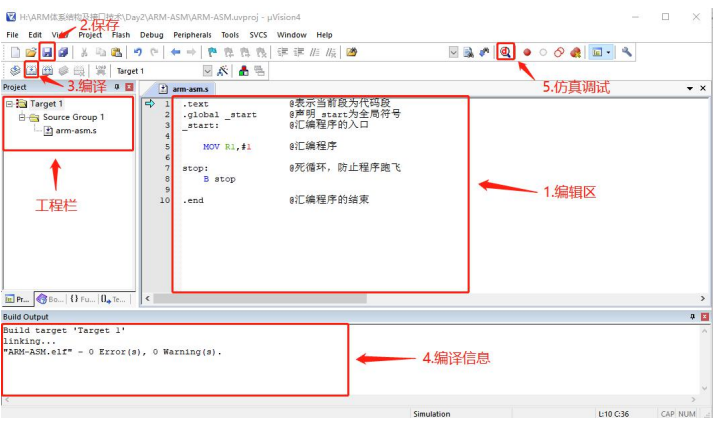 H:\ARM体系结构及接口技术\Day2\ARM-ASM\ARM-ASM.uvproj - µVision4
2.保存
File Edit View Project Flash Debug Peripherals Tools SVCS Window Help
Target 1
3.编译
5.仿真调试
Project
arm-asm.s
Target 1
Source Group 1
arm-asm.s
工程栏
1 .text @表示当前段为代码段
2 .global _start @声明_start为全局符号
3 _start: @汇编程序的入口
4
5 MOV R1,#1 @汇编程序
6
7 stop: @死循环，防止程序跑飞
8 B stop
9
10 .end @汇编程序的结束
1.编辑区
Pr... Bo... {} Fu... 0. Te...
Build Output
Build target 'Target 1'
linking...
"ARM-ASM.elf" - 0 Error(s), 0 Warning(s).
4.编译信息
Simulation L:10 C:36 CAP NUM